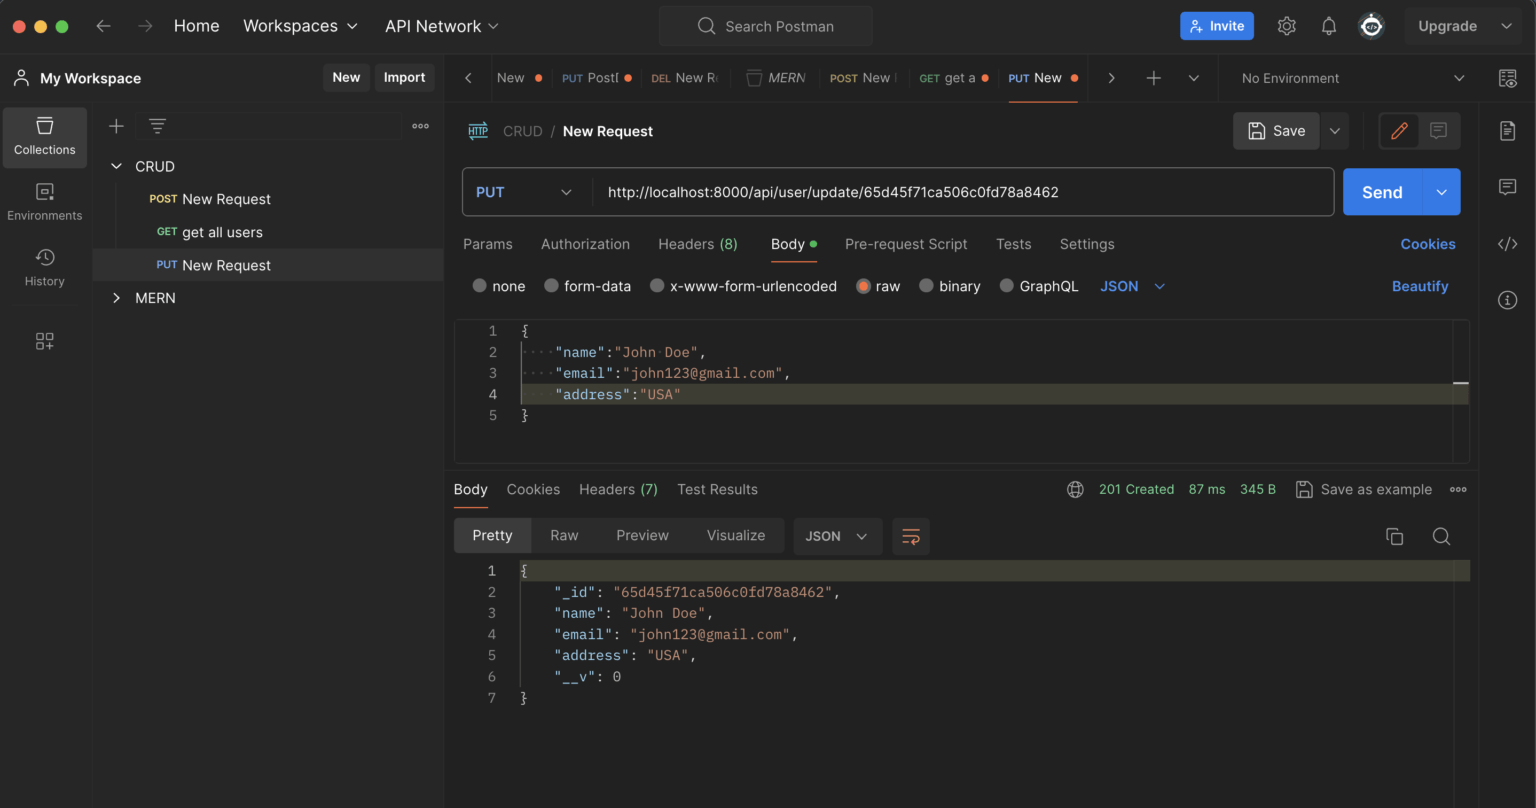 Home Workspaces API Network Search Postman Invite Upgrade
My Workspace New Import New PUT Postl DEL New R MERN POST New GET get a PUT New No Environment
Collections
Environments
History
CRUD
POST New Request
GET get all users
PUT New Request
MERN
HTTP CRUD / New Request Save
PUT http://localhost:8000/api/user/update/65d45f71ca506c0fd78a8462 Send
Params Authorization Headers (8) Body Pre-request Script Tests Settings Cookies
none form-data x-www-form-urlencoded raw binary GraphQL JSON Beautify
1 {
2 "name":"John Doe",
3 "email":"john123@gmail.com",
4 "address":"USA"
5 }
Body Cookies Headers (7) Test Results 201 Created 87 ms 345 B Save as example
Pretty Raw Preview Visualize JSON
1 {
2 "_id": "65d45f71ca506c0fd78a8462",
3 "name": "John Doe",
4 "email": "john123@gmail.com",
5 "address": "USA",
6 "__v": 0
7 }